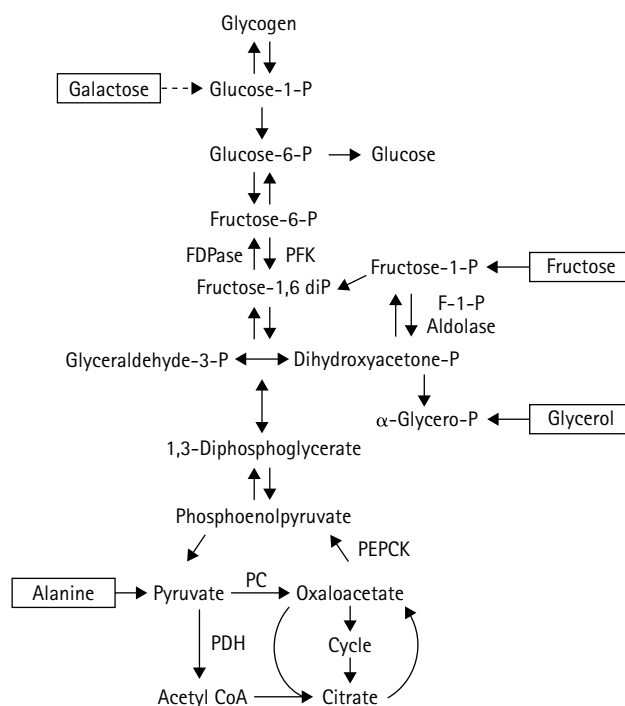 Glycogen
Galactose
Glucose-1-P
Glucose-6-P
Glucose
Fructose-6-P
FDPase
PFK
Fructose-1-P
Fructose
Fructose-1,6 diP
F-1-P
Aldolase
Glyceraldehyde-3-P
Dihydroxyacetone-P
α-Glycero-P
Glycerol
1,3-Diphosphoglycerate
Phosphoenolpyruvate
PEPCK
Alanine
Pyruvate
PC
Oxaloacetate
PDH
Cycle
Acetyl CoA
Citrate